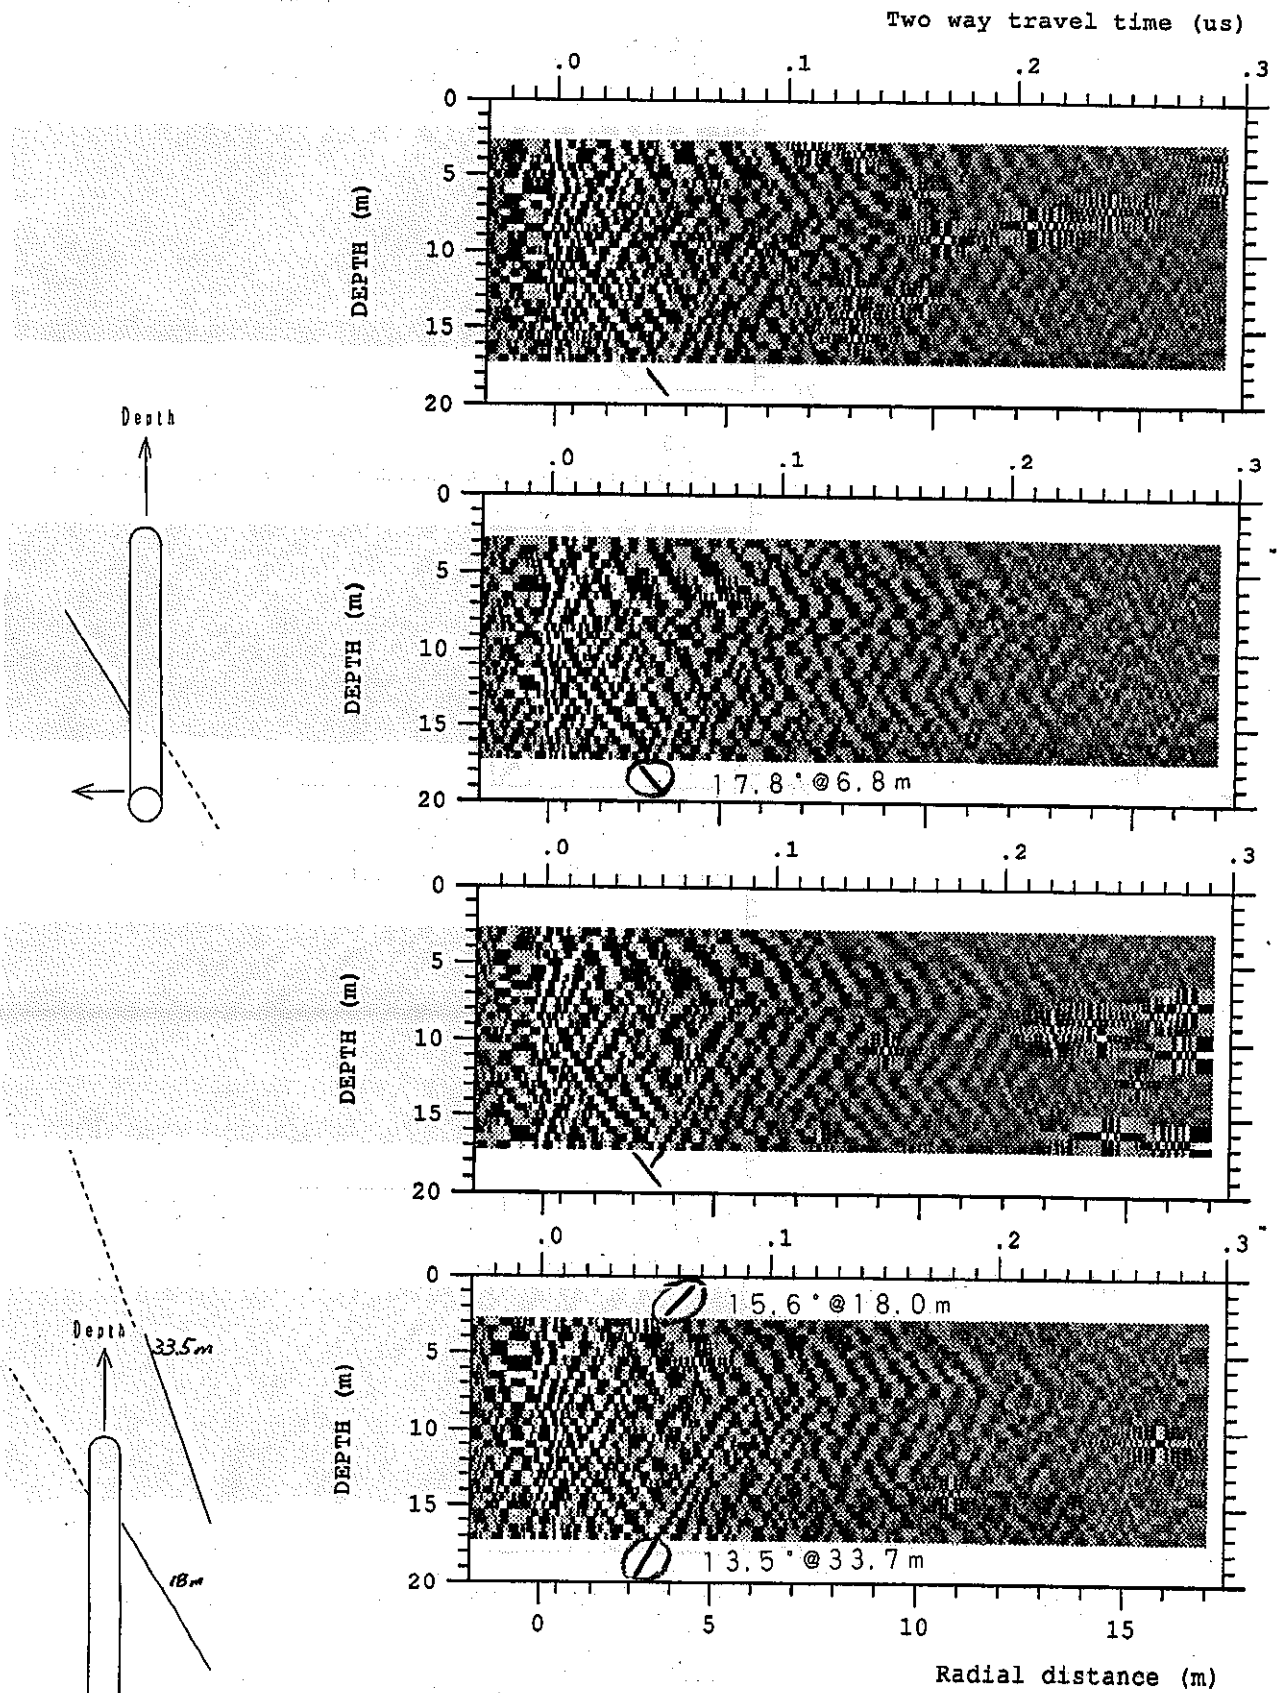 Two way travel time (us)
.0 .1 .2 .3
0
5
10
15
20
DEPTH (m)
Depth
.0 .1 .2 .3
0
5
10
15
20
DEPTH (m)
17.8°@6.8m
.0 .1 .2 .3
0
5
10
15
20
DEPTH (m)
.0 .1 .2 .3
0
5
10
15
20
DEPTH (m)
15.6°@18.0m
Depth
33.5m
18m
13.5°@33.7m
0 5 10 15
Radial distance (m)